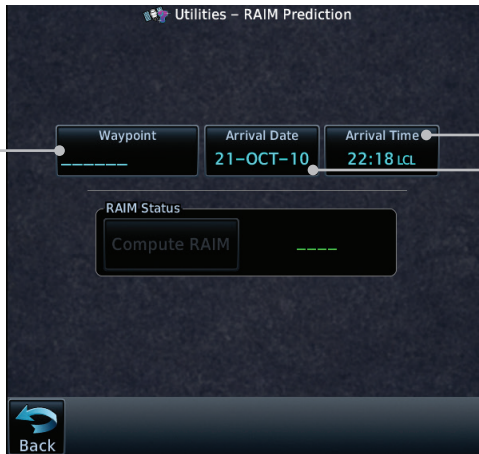 Utilities – RAIM Prediction
Waypoint Arrival Date Arrival Time
______ 21–OCT–10 22:18 LCL
RAIM Status
Compute RAIM ____
Back